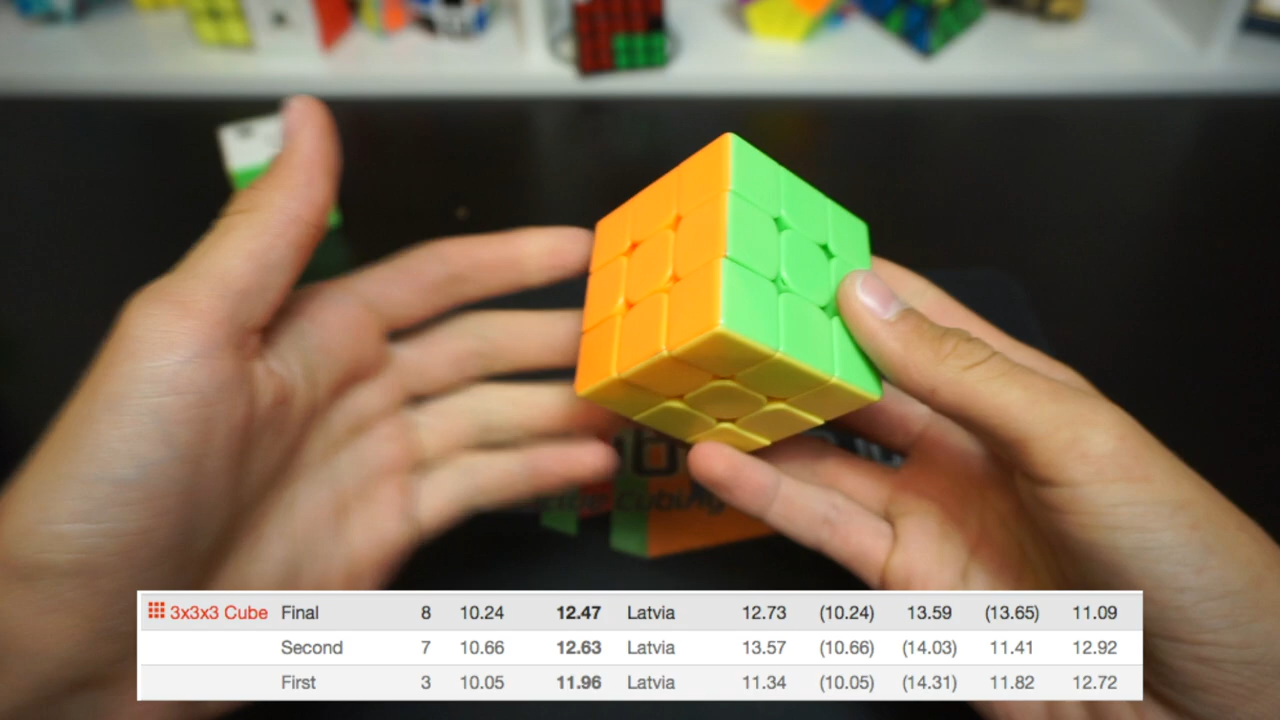 Cubing
3x3x3 Cube Final 8 10.24 12.47 Latvia 12.73 (10.24) 13.59 (13.65) 11.09
Second 7 10.66 12.63 Latvia 13.57 (10.66) (14.03) 11.41 12.92
First 3 10.05 11.96 Latvia 11.34 (10.05) (14.31) 11.82 12.72